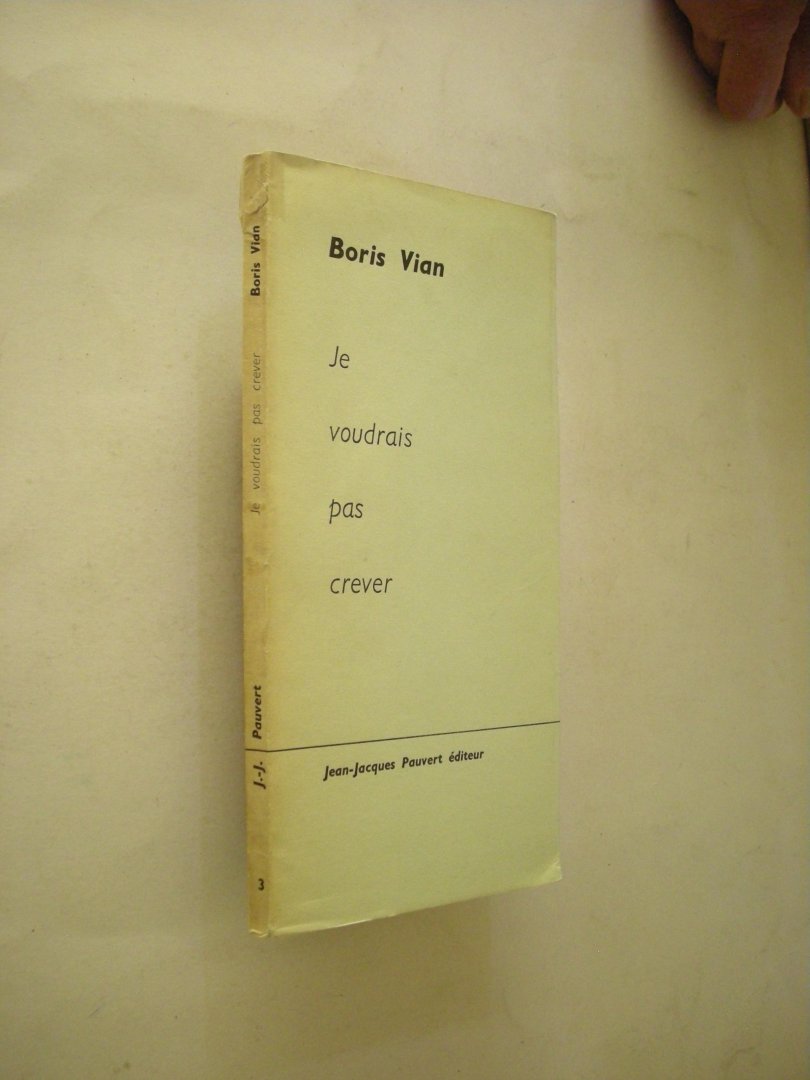 Boris Vian
Je
voudrais
pas
crever
Jean-Jacques Pauvert éditeur
Boris Vian
Je voudrais pas crever
J.-J. Pauvert
3